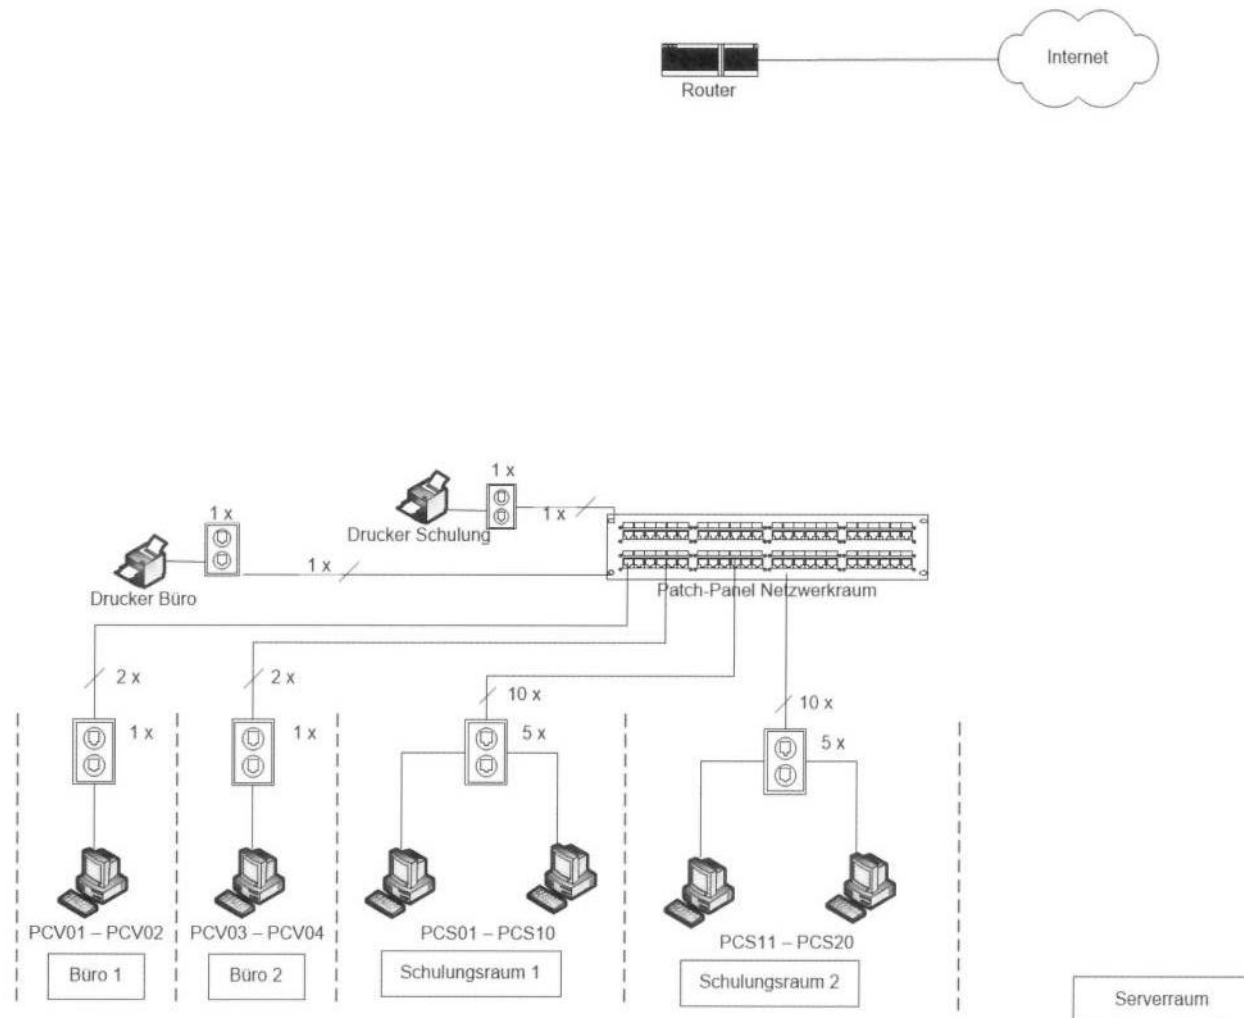 Internet
Router
1 x
1 x
1 x
Drucker Schulung
1 x
Drucker Büro
Patch-Panel Netzwerkraum
2 x
2 x
10 x
10 x
1 x
1 x
5 x
5 x
PCV01 – PCV02
PCV03 – PCV04
PCS01 – PCS10
PCS11 – PCS20
Büro 1
Büro 2
Schulungsraum 1
Schulungsraum 2
Serverraum